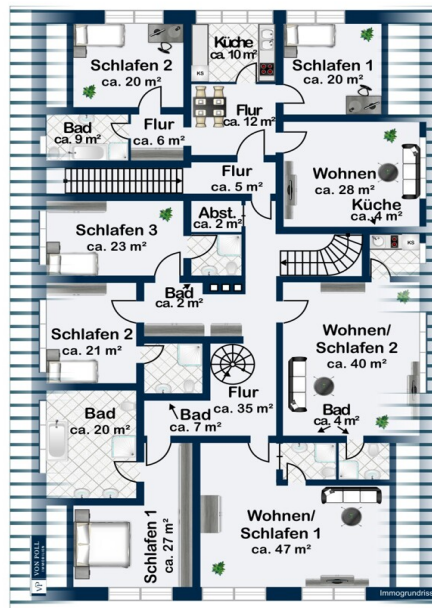 Küche
ca. 10 m²
KS
Schlafen 2
ca. 20 m²
Schlafen 1
ca. 20 m²
Bad
ca. 9 m²
Flur
ca. 6 m²
Flur
ca. 12 m²
Flur
ca. 5 m²
Wohnen
ca. 28 m²
Küche
ca. 4 m²
KS
Abst.
ca. 2 m²
Schlafen 3
ca. 23 m²
Bad
ca. 2 m²
Schlafen 2
ca. 21 m²
Wohnen/
Schlafen 2
ca. 40 m²
Flur
ca. 35 m²
Bad
ca. 20 m²
Bad
ca. 7 m²
Bad
ca. 4 m²
Schlafen 1
ca. 27 m²
Wohnen/
Schlafen 1
ca. 47 m²
VP
VON POLL
Immogrundriss